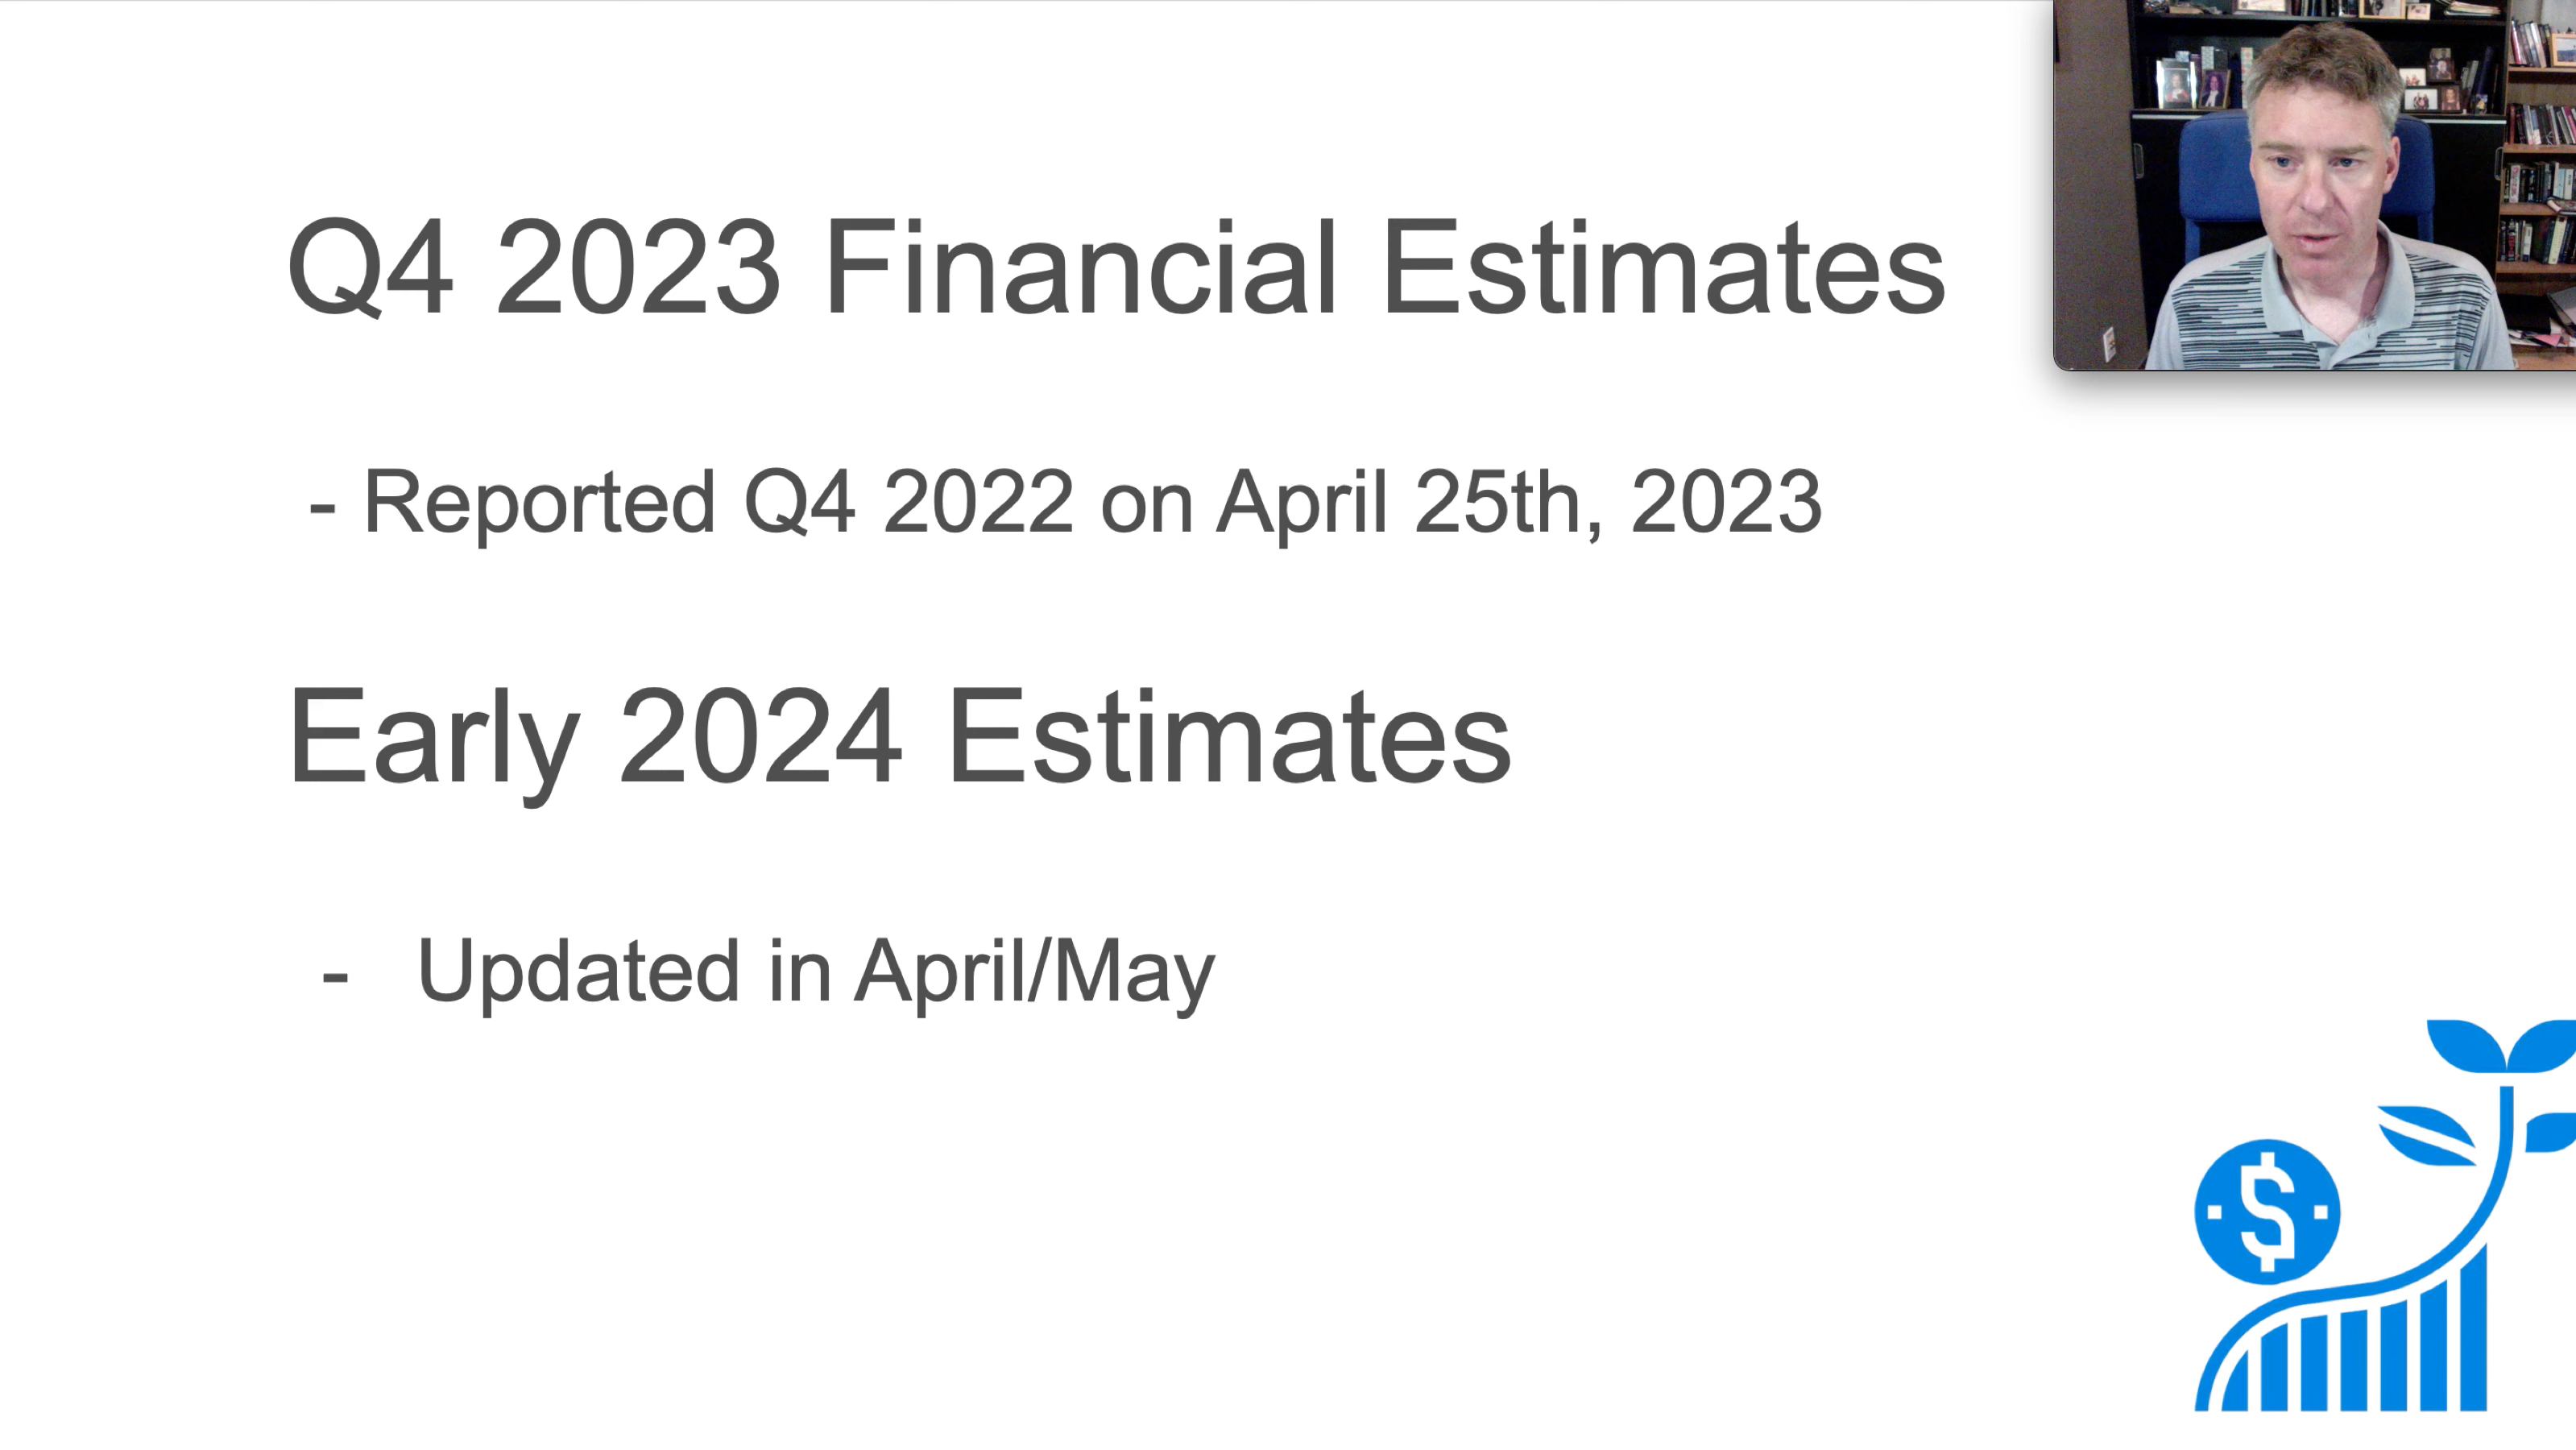 Q4 2023 Financial Estimates
- Reported Q4 2022 on April 25th, 2023
Early 2024 Estimates
- Updated in April/May
$